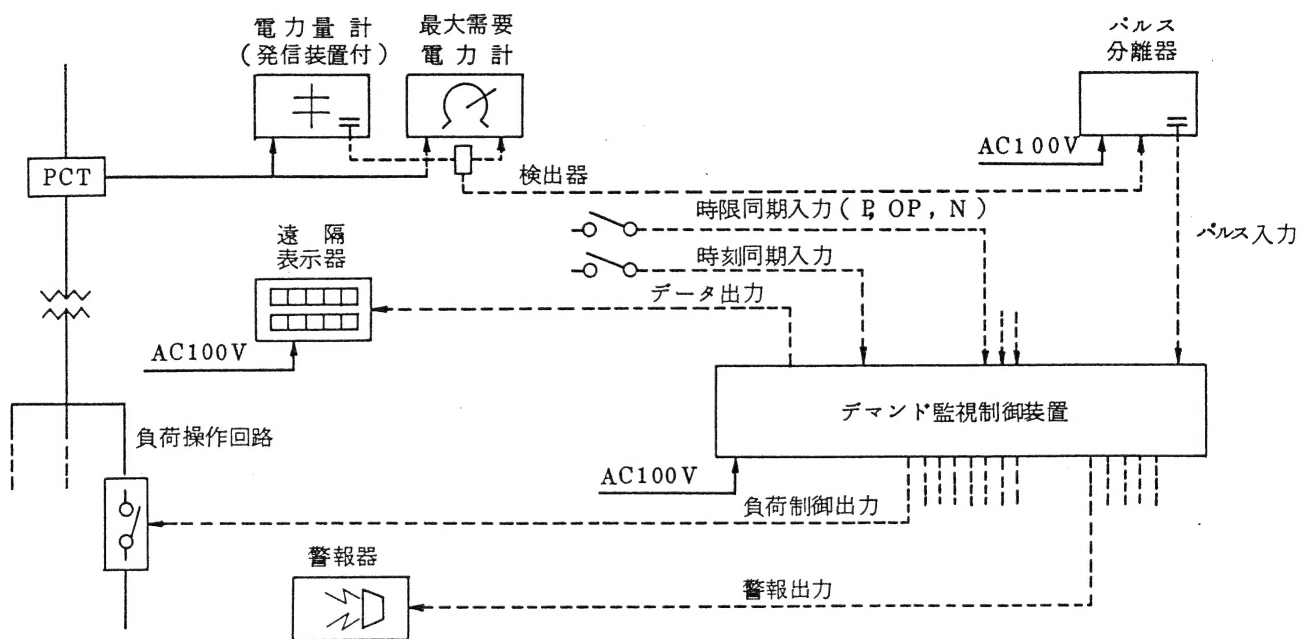 電力量計
(発信装置付)
最大需要
電力計
パルス
分離器
AC100V
PCT
検出器
時限同期入力(P, OP, N)
パルス入力
遠隔
表示器
時刻同期入力
データ出力
AC100V
デマンド監視制御装置
負荷操作回路
AC100V
負荷制御出力
警報器
警報出力